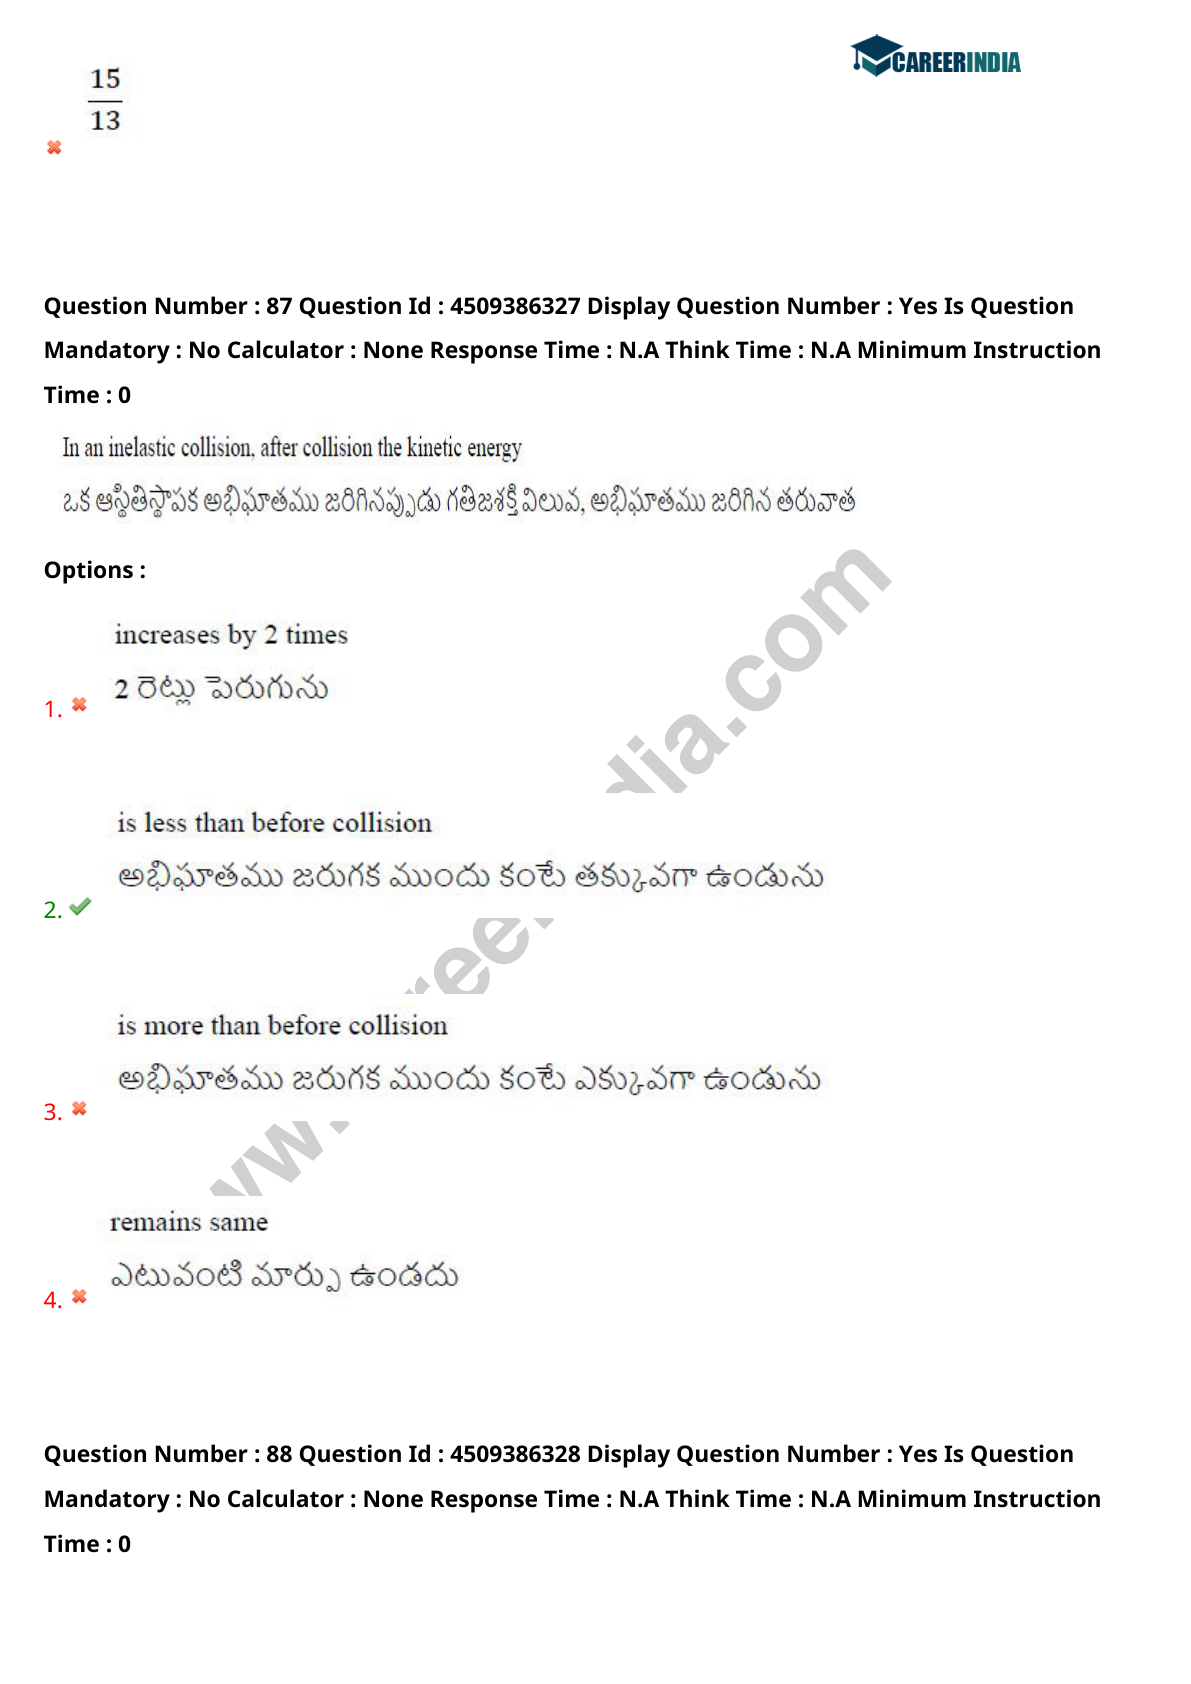 CAREERINDIA
15
13
Question Number : 87 Question Id : 4509386327 Display Question Number : Yes Is Question
Mandatory : No Calculator : None Response Time : N.A Think Time : N.A Minimum Instruction
Time : 0
In an inelastic collision, after collision the kinetic energy
ఒక ఆస్థితిస్థాపక అభిఘాతము జరిగినప్పుడు గతిజశక్తి విలువ, అభిఘాతము జరిగిన తరువాత
Options :
increases by 2 times
2 రెట్లు పెరుగును
1.
is less than before collision
అభిఘాతము జరుగక ముందు కంటే తక్కువగా ఉండును
2.
is more than before collision
అభిఘాతము జరుగక ముందు కంటే ఎక్కువగా ఉండును
3.
remains same
ఎటువంటి మార్పు ఉండదు
4.
Question Number : 88 Question Id : 4509386328 Display Question Number : Yes Is Question
Mandatory : No Calculator : None Response Time : N.A Think Time : N.A Minimum Instruction
Time : 0